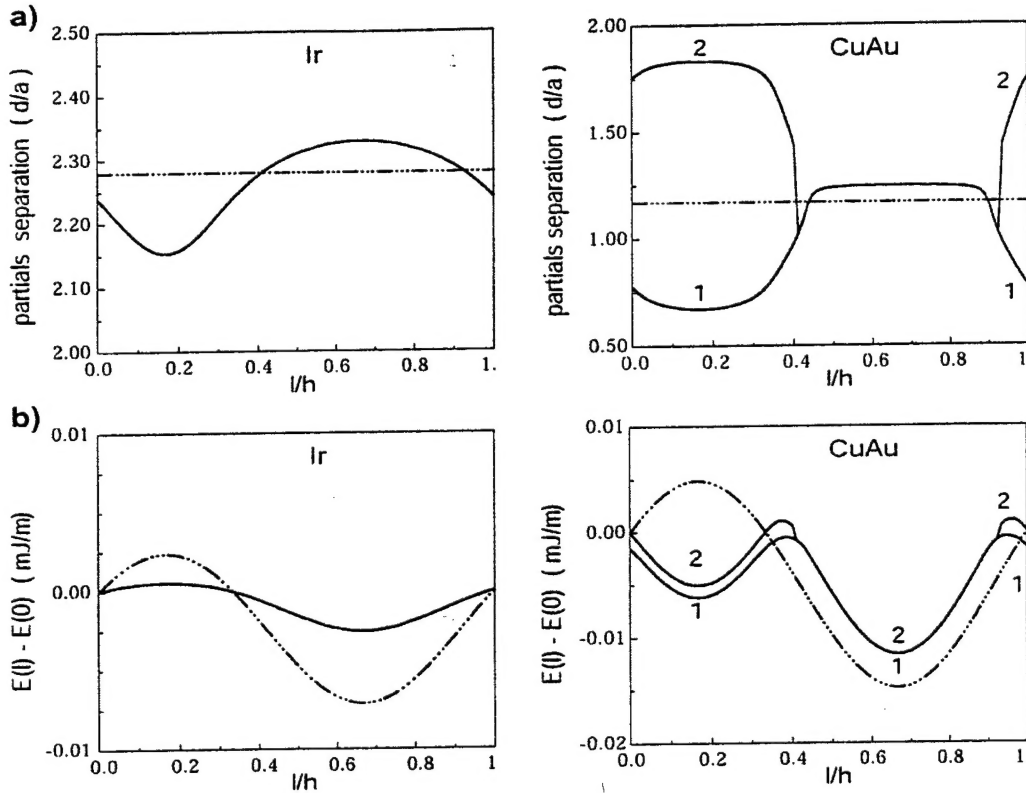 a)
partials separation ( d/a )
2.50
2.40
2.30
2.20
2.10
2.00
Ir
0.0 0.2 0.4 0.6 0.8 1.
l/h
partials separation ( d/a )
2.00
1.50
1.00
0.50
CuAu
2
2
1
1
0.0 0.2 0.4 0.6 0.8 1.0
l/h
b)
E(l) - E(0) ( mJ/m )
0.01
0.00
-0.01
Ir
0.0 0.2 0.4 0.6 0.8 1
l/h
E(l) - E(0) ( mJ/m )
0.01
0.00
-0.01
-0.02
CuAu
2
2
1
1
2
1
0.0 0.2 0.4 0.6 0.8 1.
l/h